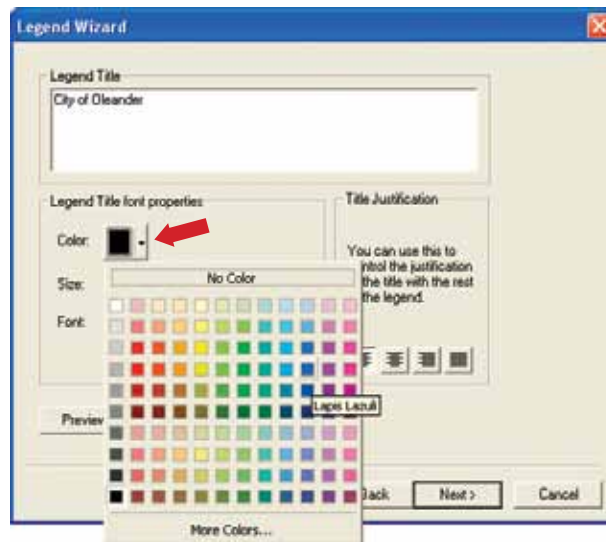 Legend Wizard
Legend Title
City of Oleander
Legend Title font properties
Color:
Size:
Font:
Title Justification
You can use this to
ntrol the justification
the title with the rest
the legend.
No Color
Lapis Lazuli
More Colors...
Preview
Back
Next >
Cancel